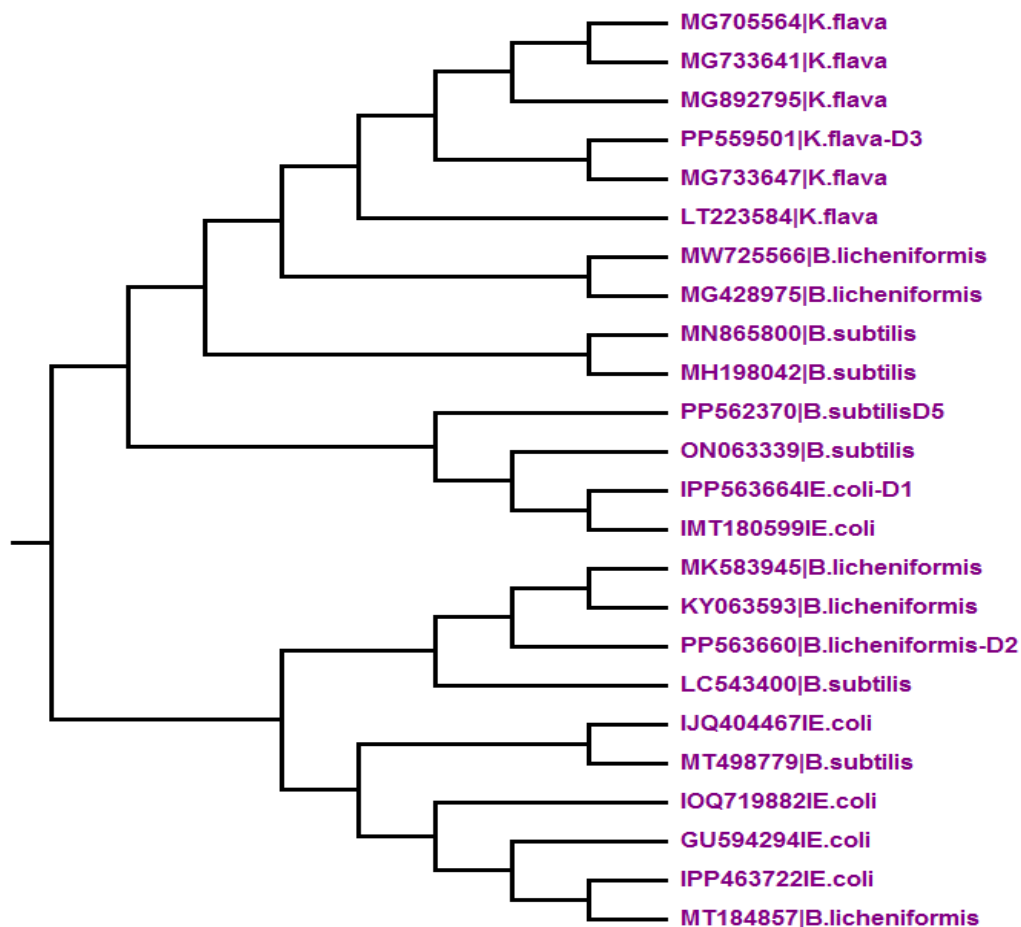 MG705564|K.flava
MG733641|K.flava
MG892795|K.flava
PP559501|K.flava-D3
MG733647|K.flava
LT223584|K.flava
MW725566|B.licheniformis
MG428975|B.licheniformis
MN865800|B.subtilis
MH198042|B.subtilis
PP562370|B.subtilisD5
ON063339|B.subtilis
IPP563664IE.coli-D1
IMT180599IE.coli
MK583945|B.licheniformis
KY063593|B.licheniformis
PP563660|B.licheniformis-D2
LC543400|B.subtilis
IJQ404467IE.coli
MT498779|B.subtilis
IOQ719882IE.coli
GU594294IE.coli
IPP463722IE.coli
MT184857|B.licheniformis